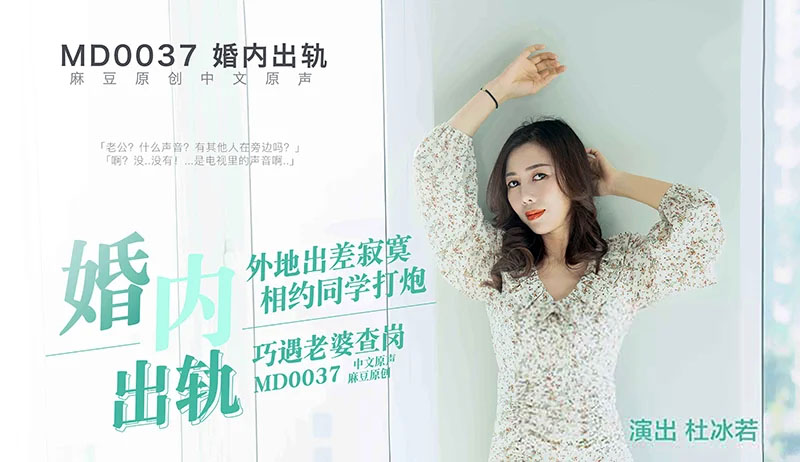 MD0037 婚内出轨
麻豆原创中文原声
「老公？什么声音？有其他人在旁边吗？」
「啊？没..没有！...是电视里的声音啊..」
婚内
出轨
外地出差寂寞
相约同学打炮
巧遇老婆查岗
MD0037 中文原声
麻豆原创
演出 杜冰若